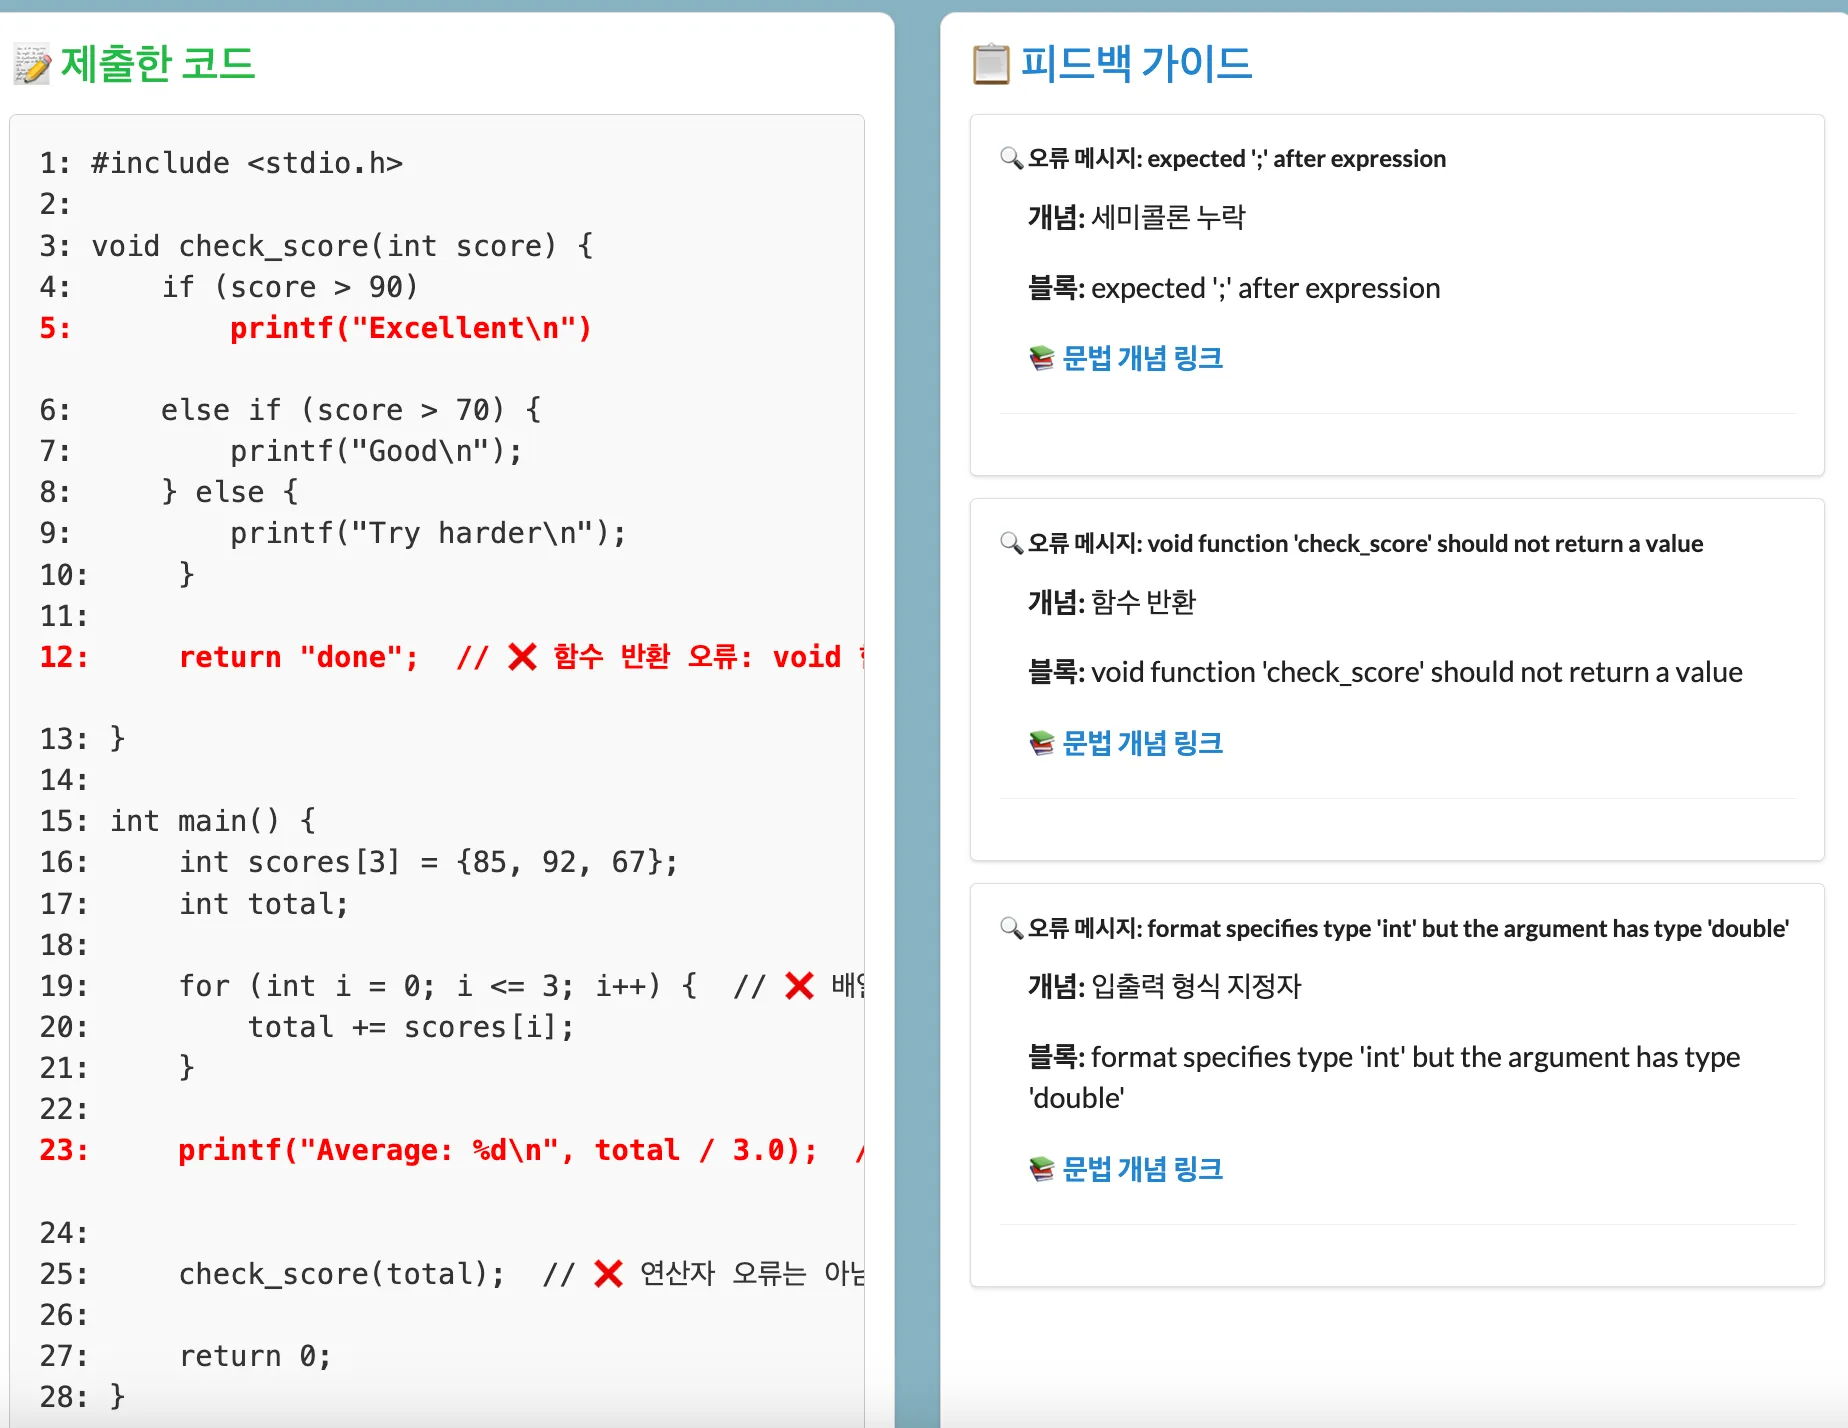 📝 제출한 코드
1: #include <stdio.h>
2:
3: void check_score(int score) {
4:     if (score > 90)
5:         printf("Excellent\n")
6:     else if (score > 70) {
7:         printf("Good\n");
8:     } else {
9:         printf("Try harder\n");
10:     }
11:
12:     return "done";  // ❌ 함수 반환 오류: void
13: }
14:
15: int main() {
16:     int scores[3] = {85, 92, 67};
17:     int total;
18:
19:     for (int i = 0; i <= 3; i++) {  // ❌
20:         total += scores[i];
21:     }
22:
23:     printf("Average: %d\n", total / 3.0);
24:
25:     check_score(total);  // ❌ 연산자 오류는
26:
27:     return 0;
28: }
📋 피드백 가이드
🔍 오류 메시지: expected ';' after expression
개념: 세미콜론 누락
블록: expected ';' after expression
📚 문법 개념 링크
🔍 오류 메시지: void function 'check_score' should not return a value
개념: 함수 반환
블록: void function 'check_score' should not return a value
📚 문법 개념 링크
🔍 오류 메시지: format specifies type 'int' but the argument has type 'double'
개념: 입출력 형식 지정자
블록: format specifies type 'int' but the argument has type
'double'
📚 문법 개념 링크